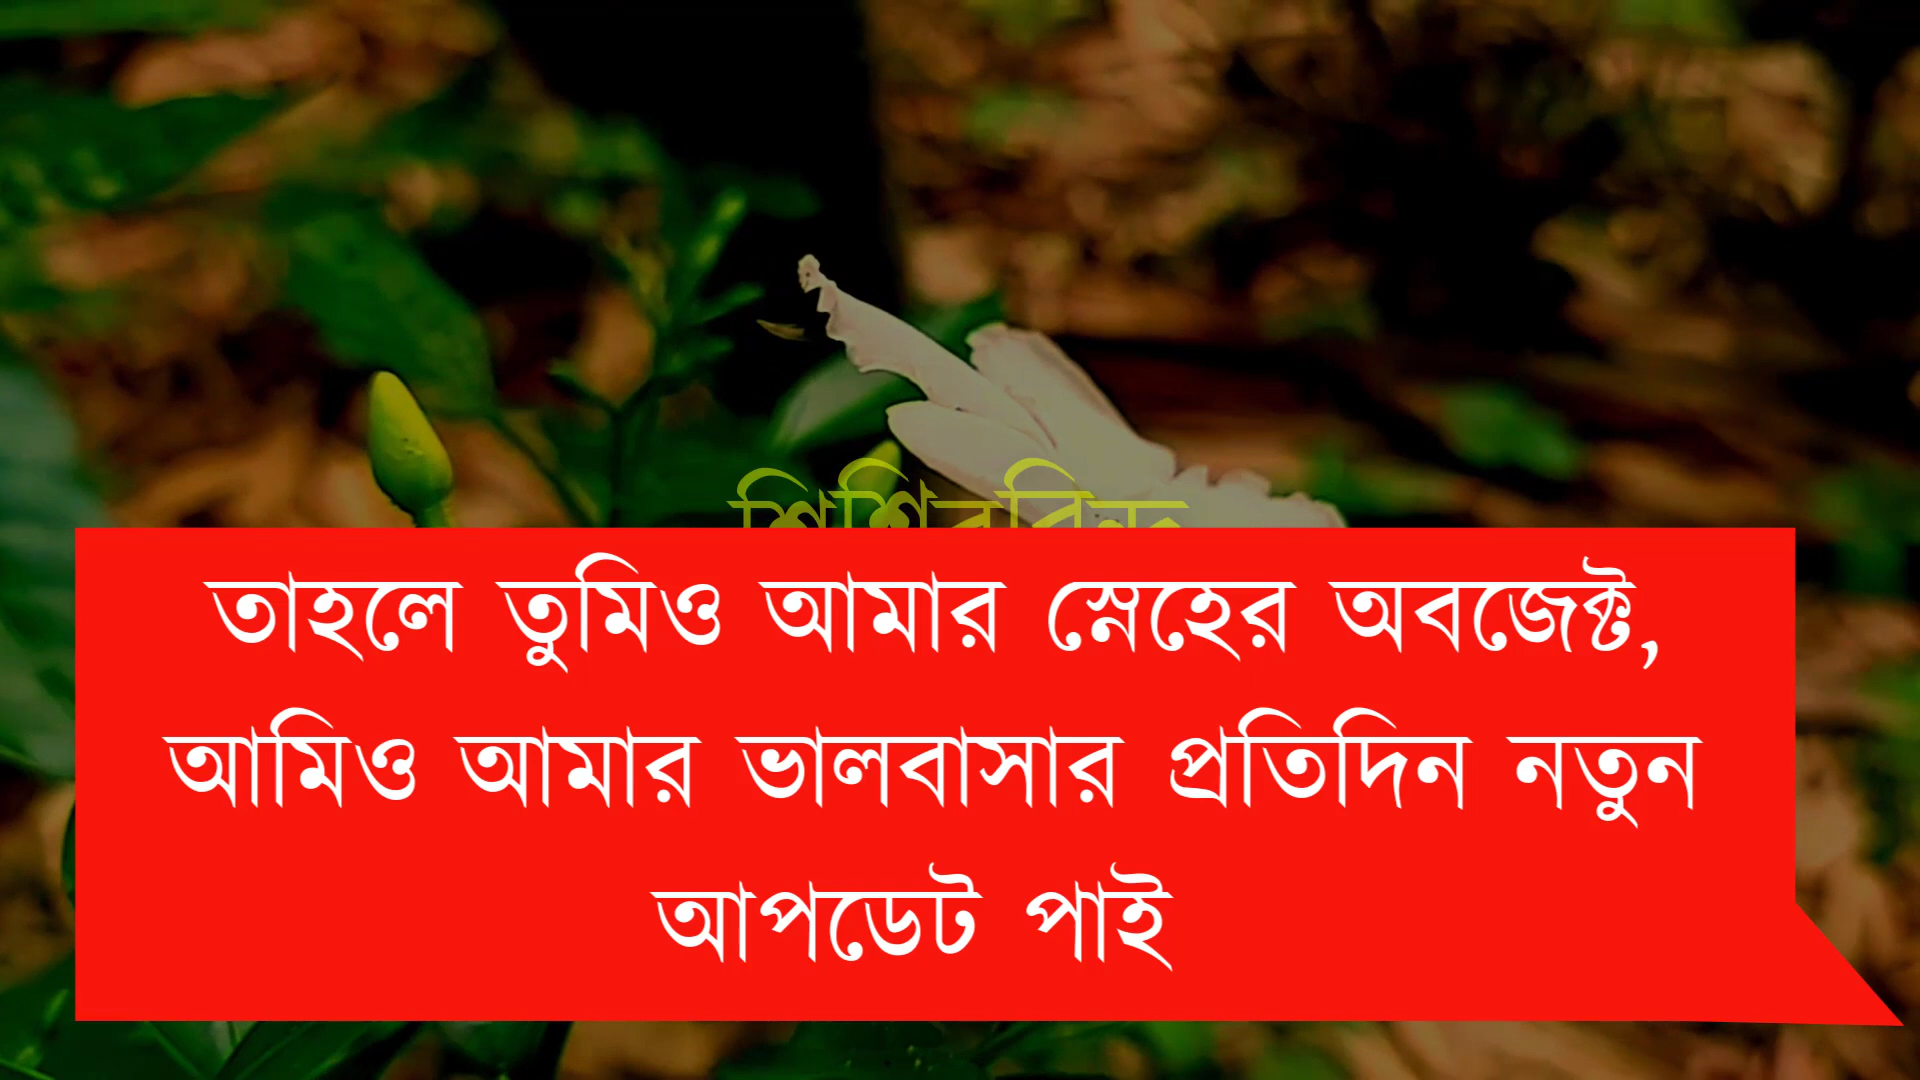 তাহলে তুমিও আমার স্নেহের অবজেক্ট,
আমিও আমার ভালবাসার প্রতিদিন নতুন
আপডেট পাই